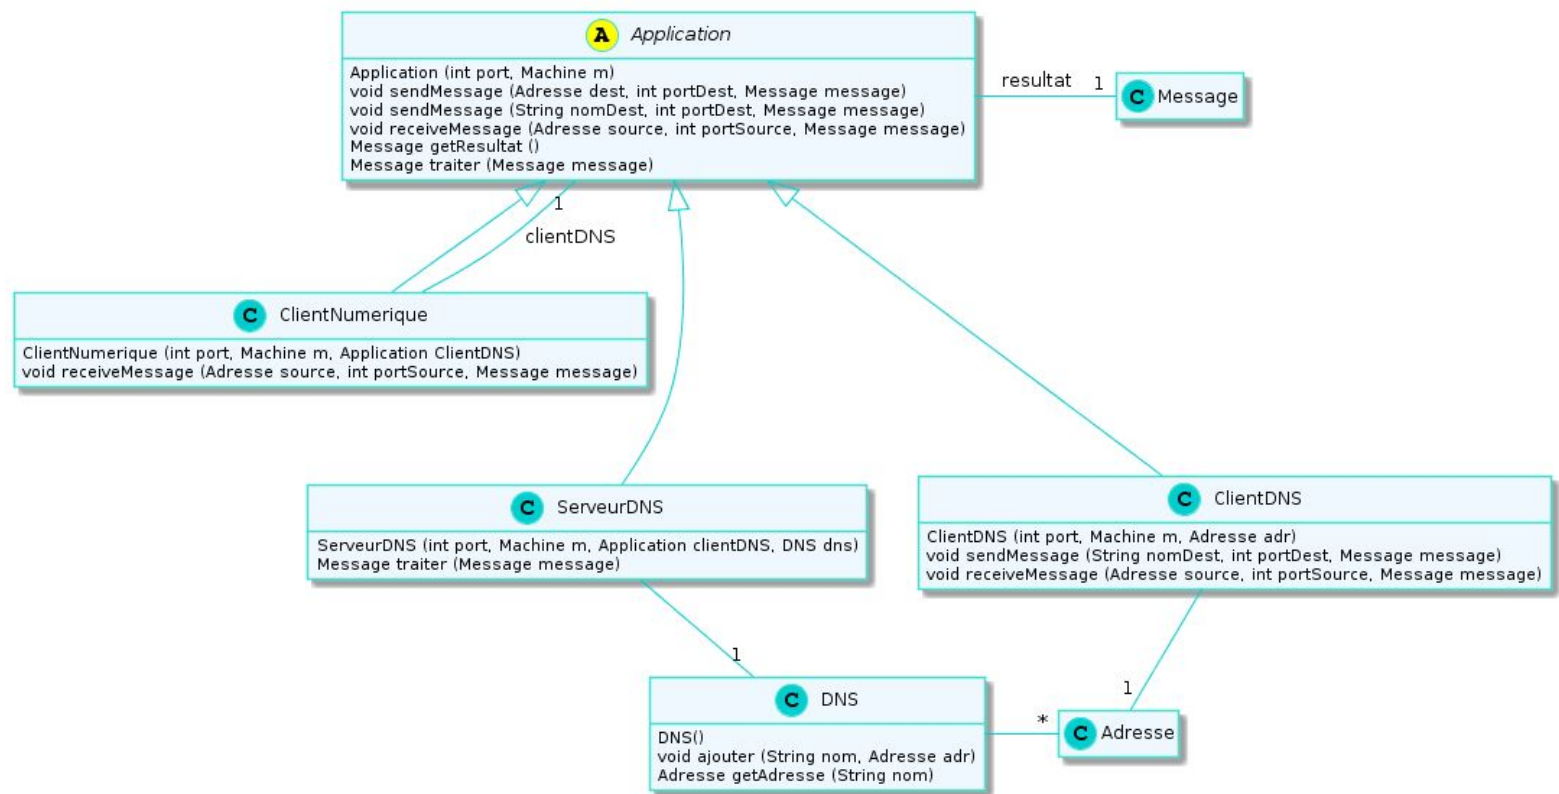 A Application
Application (int port, Machine m)
void sendMessage (Adresse dest, int portDest, Message message)
void sendMessage (String nomDest, int portDest, Message message)
void receiveMessage (Adresse source, int portSource, Message message)
Message getResultat ()
Message traiter (Message message)
resultat 1
C Message
1
clientDNS
C ClientNumerique
ClientNumerique (int port, Machine m, Application ClientDNS)
void receiveMessage (Adresse source, int portSource, Message message)
C ServeurDNS
ServeurDNS (int port, Machine m, Application clientDNS, DNS dns)
Message traiter (Message message)
C ClientDNS
ClientDNS (int port, Machine m, Adresse adr)
void sendMessage (String nomDest, int portDest, Message message)
void receiveMessage (Adresse source, int portSource, Message message)
1
1
C DNS
DNS()
void ajouter (String nom, Adresse adr)
Adresse getAdresse (String nom)
*
C Adresse